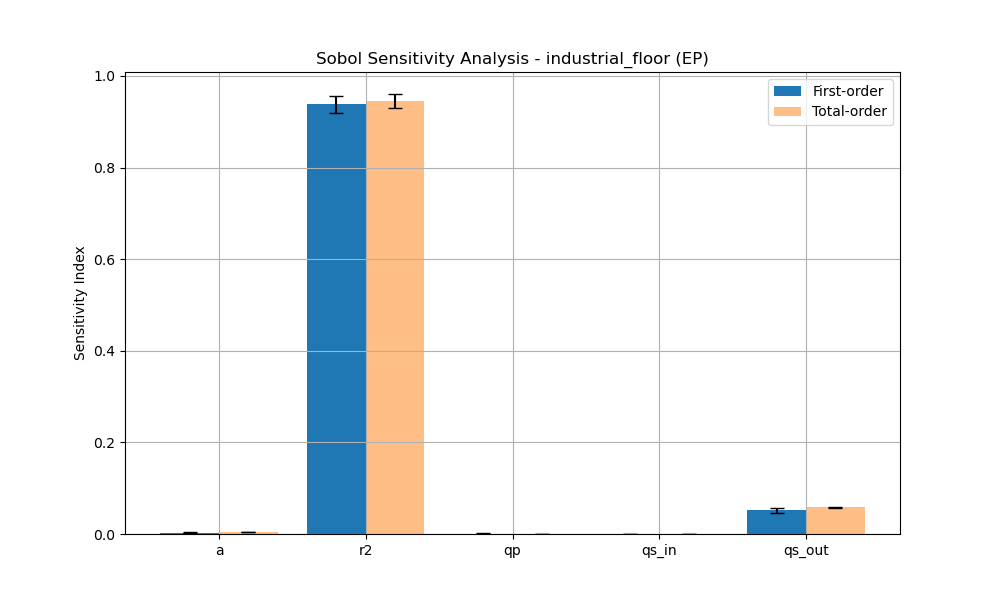 Sobol Sensitivity Analysis - industrial_floor (EP)
First-order
Total-order
Sensitivity Index
1.0
0.8
0.6
0.4
0.2
0.0
a
r2
qp
qs_in
qs_out